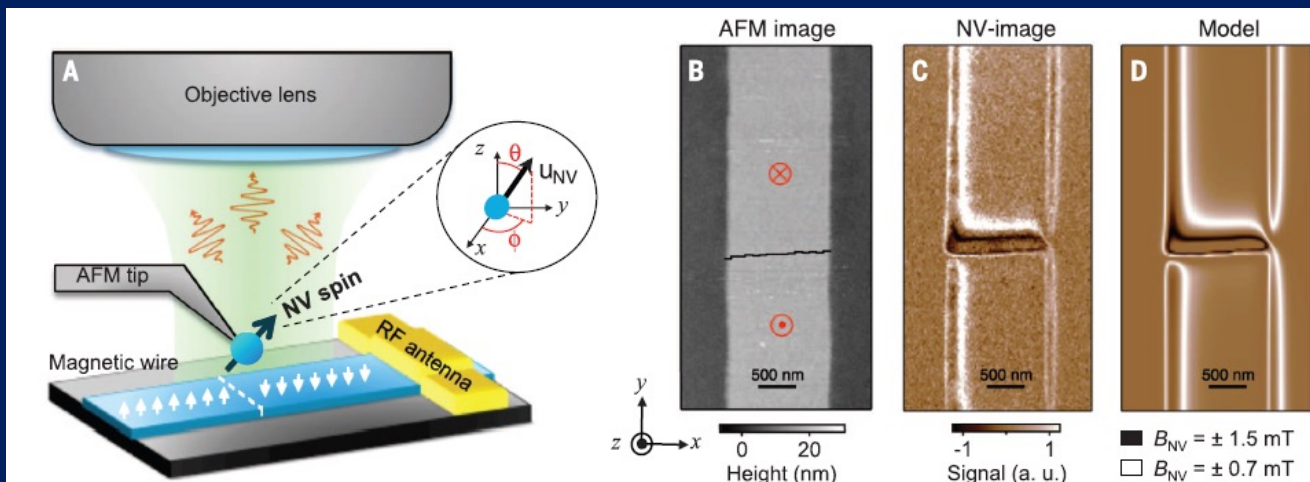 A
Objective lens
z
θ
u_NV
y
x
ϕ
AFM tip
NV spin
RF antenna
Magnetic wire
AFM image
B
500 nm
0 20
Height (nm)
y
z
x
NV-image
C
500 nm
-1 1
Signal (a. u.)
Model
D
500 nm
B_NV = ± 1.5 mT
B_NV = ± 0.7 mT